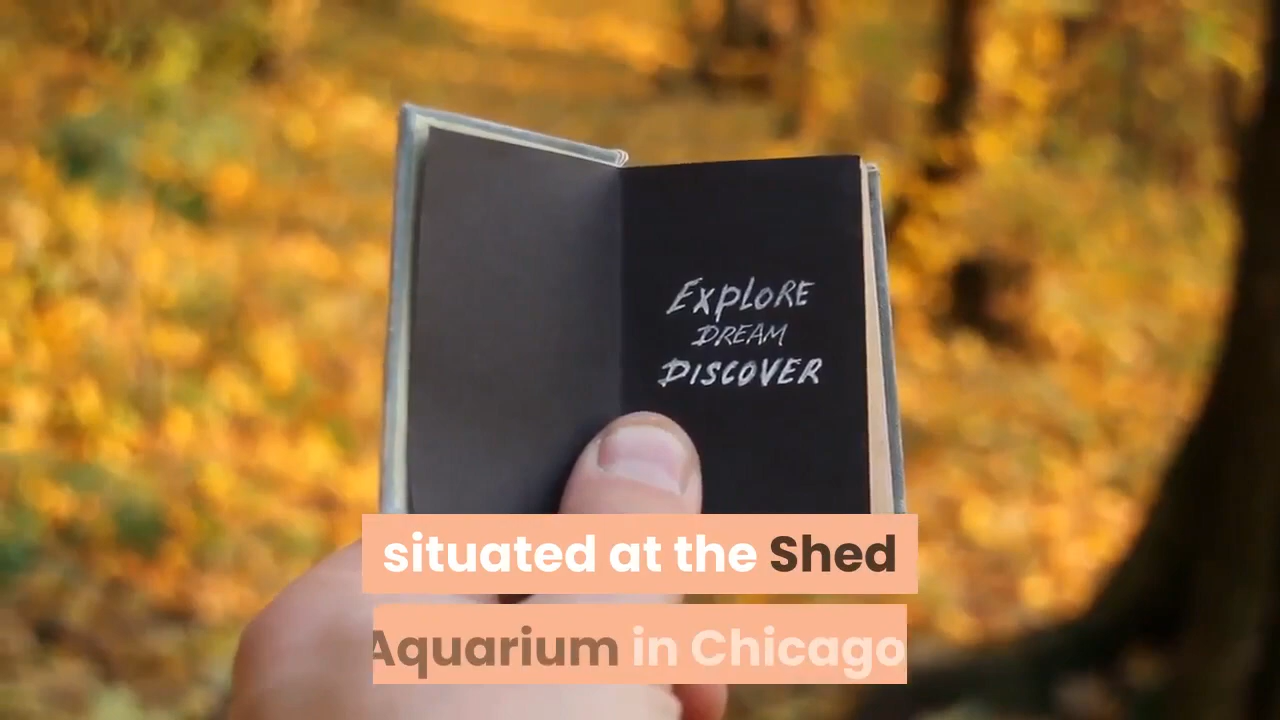 EXPLORE
DREAM
DISCOVER
situated at the Shed
Aquarium in Chicago